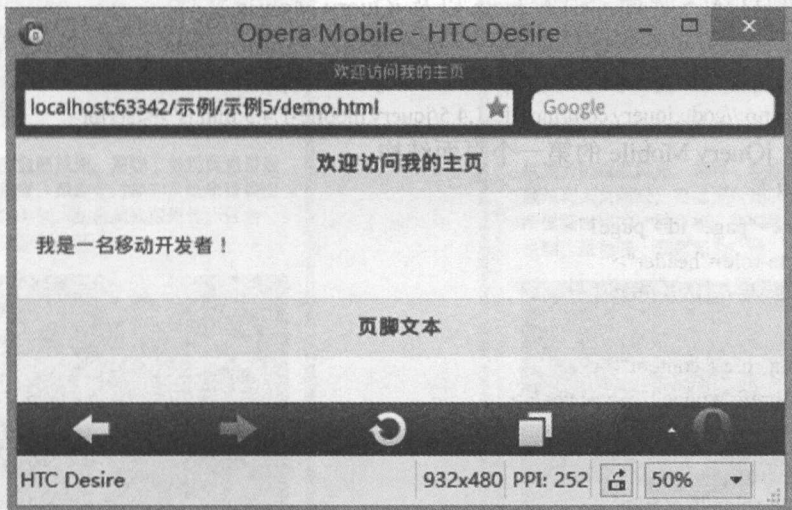 Opera Mobile - HTC Desire
欢迎访问我的主页
localhost:63342/示例/示例5/demo.html
Google
欢迎访问我的主页
我是一名移动开发者！
页脚文本
HTC Desire
932x480
PPI: 252
50%